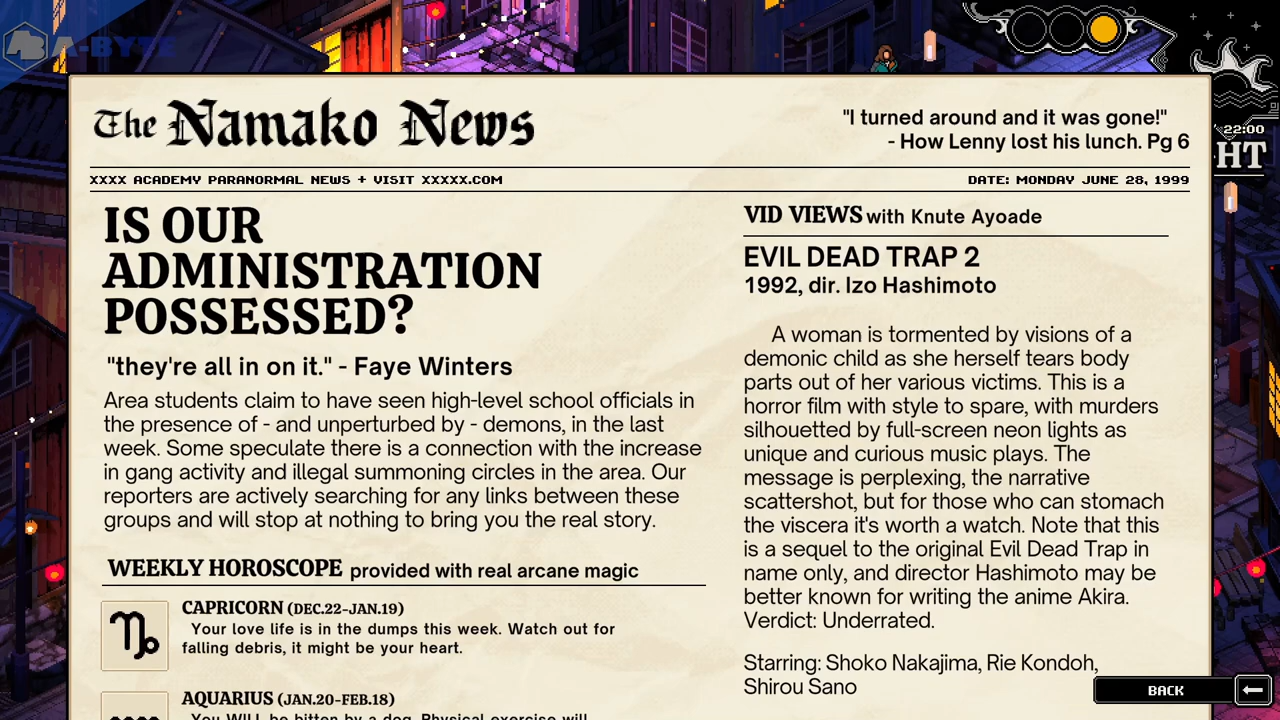 A-BYTE
The Namako News
"I turned around and it was gone!"
- How Lenny lost his lunch. Pg 6
22:00
HT
XXXX ACADEMY PARANORMAL NEWS + VISIT XXXXX.COM
DATE: MONDAY JUNE 28, 1999
IS OUR
ADMINISTRATION
POSSESSED?
"they're all in on it." - Faye Winters
Area students claim to have seen high-level school officials in
the presence of - and unperturbed by - demons, in the last
week. Some speculate there is a connection with the increase
in gang activity and illegal summoning circles in the area. Our
reporters are actively searching for any links between these
groups and will stop at nothing to bring you the real story.
WEEKLY HOROSCOPE provided with real arcane magic
CAPRICORN (DEC.22-JAN.19)
Your love life is in the dumps this week. Watch out for
falling debris, it might be your heart.
AQUARIUS (JAN.20-FEB.18)
You WILL be bitten by a dog. Physical exercise will
VID VIEWS with Knute Ayoade
EVIL DEAD TRAP 2
1992, dir. Izo Hashimoto
A woman is tormented by visions of a
demonic child as she herself tears body
parts out of her various victims. This is a
horror film with style to spare, with murders
silhouetted by full-screen neon lights as
unique and curious music plays. The
message is perplexing, the narrative
scattershot, but for those who can stomach
the viscera it's worth a watch. Note that this
is a sequel to the original Evil Dead Trap in
name only, and director Hashimoto may be
better known for writing the anime Akira.
Verdict: Underrated.
Starring: Shoko Nakajima, Rie Kondoh,
Shirou Sano
BACK